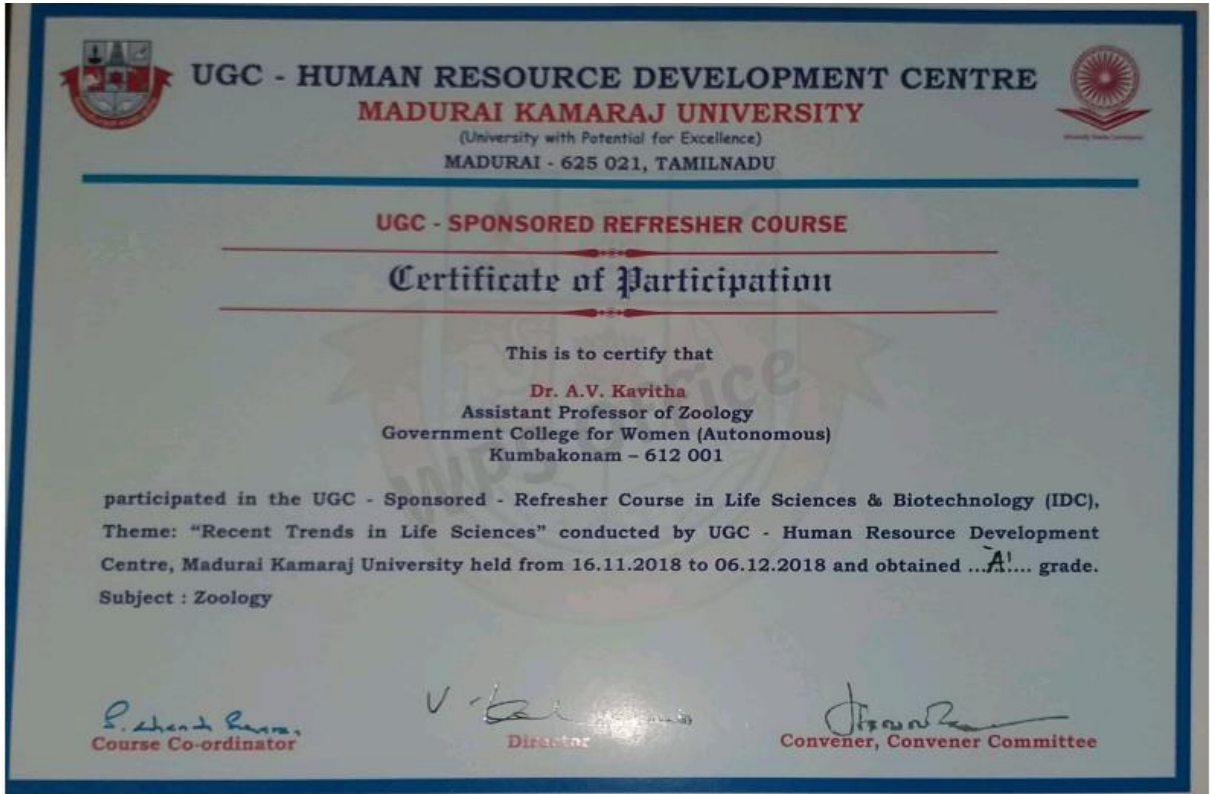 UGC - HUMAN RESOURCE DEVELOPMENT CENTRE
MADURAI KAMARAJ UNIVERSITY
(University with Potential for Excellence)
MADURAI - 625 021, TAMILNADU
UGC - SPONSORED REFRESHER COURSE
Certificate of Participation
This is to certify that
Dr. A.V. Kavitha
Assistant Professor of Zoology
Government College for Women (Autonomous)
Kumbakonam – 612 001
WPS Office
participated in the UGC - Sponsored - Refresher Course in Life Sciences & Biotechnology (IDC),
Theme: “Recent Trends in Life Sciences” conducted by UGC - Human Resource Development
Centre, Madurai Kamaraj University held from 16.11.2018 to 06.12.2018 and obtained ...A.... grade.
Subject : Zoology
Course Co-ordinator
Director
Convener, Convener Committee